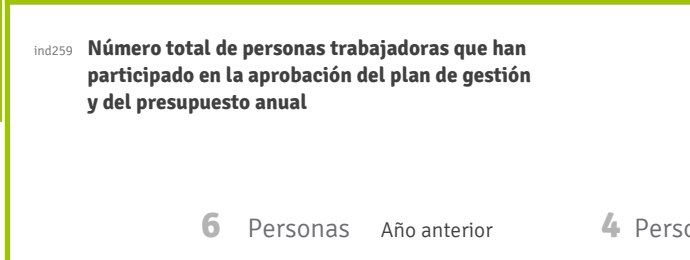 ind259 Número total de personas trabajadoras que han
participado en la aprobación del plan de gestión
y del presupuesto anual
6 Personas Año anterior 4